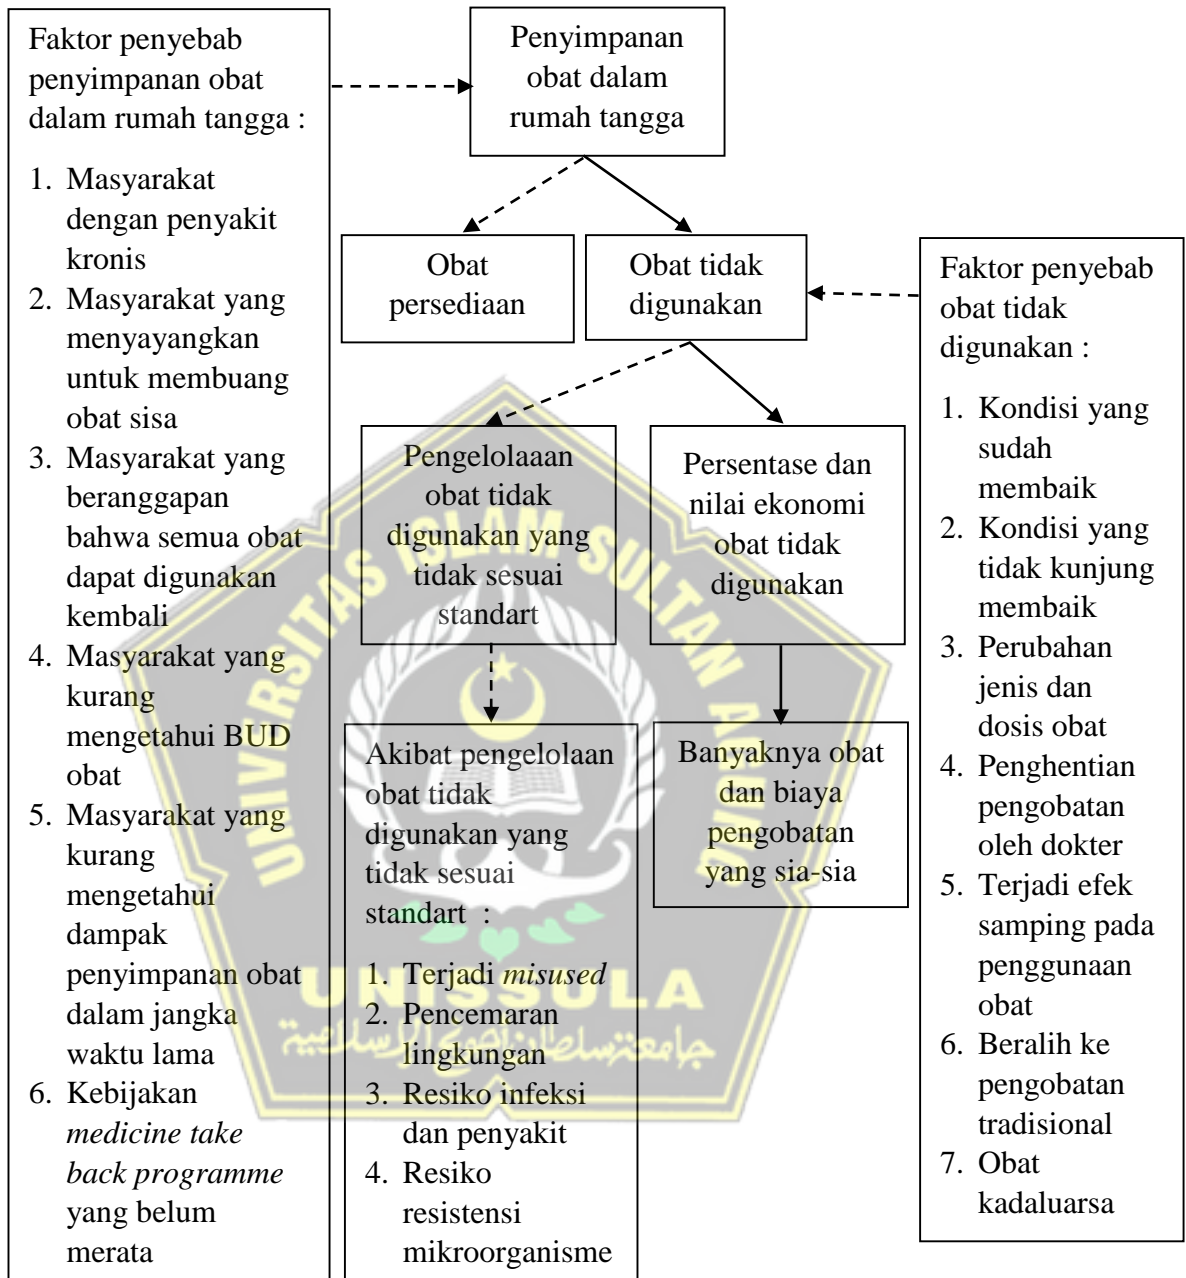 Faktor penyebab
penyimpanan obat
dalam rumah tangga :
1. Masyarakat
dengan penyakit
kronis
2. Masyarakat yang
menyayangkan
untuk membuang
obat sisa
3. Masyarakat yang
beranggapan
bahwa semua obat
dapat digunakan
kembali
4. Masyarakat yang
kurang
mengetahui BUD
obat
5. Masyarakat yang
kurang
mengetahui
dampak
penyimpanan obat
dalam jangka
waktu lama
6. Kebijakan
medicine take
back programme
yang belum
merata
Penyimpanan
obat dalam
rumah tangga
Obat
persediaan
Obat tidak
digunakan
Pengelolaaan
obat tidak
digunakan yang
tidak sesuai
standart
Persentase dan
nilai ekonomi
obat tidak
digunakan
Akibat pengelolaan
obat tidak
digunakan yang
tidak sesuai
standart :
1. Terjadi misused
2. Pencemaran
lingkungan
3. Resiko infeksi
dan penyakit
4. Resiko
resistensi
mikroorganisme
Banyaknya obat
dan biaya
pengobatan
yang sia-sia
Faktor penyebab
obat tidak
digunakan :
1. Kondisi yang
sudah
membaik
2. Kondisi yang
tidak kunjung
membaik
3. Perubahan
jenis dan
dosis obat
4. Penghentian
pengobatan
oleh dokter
5. Terjadi efek
samping pada
penggunaan
obat
6. Beralih ke
pengobatan
tradisional
7. Obat
kadaluarsa
UNIVERSITAS ISLAM SULTAN AGUNG
UNISSULA